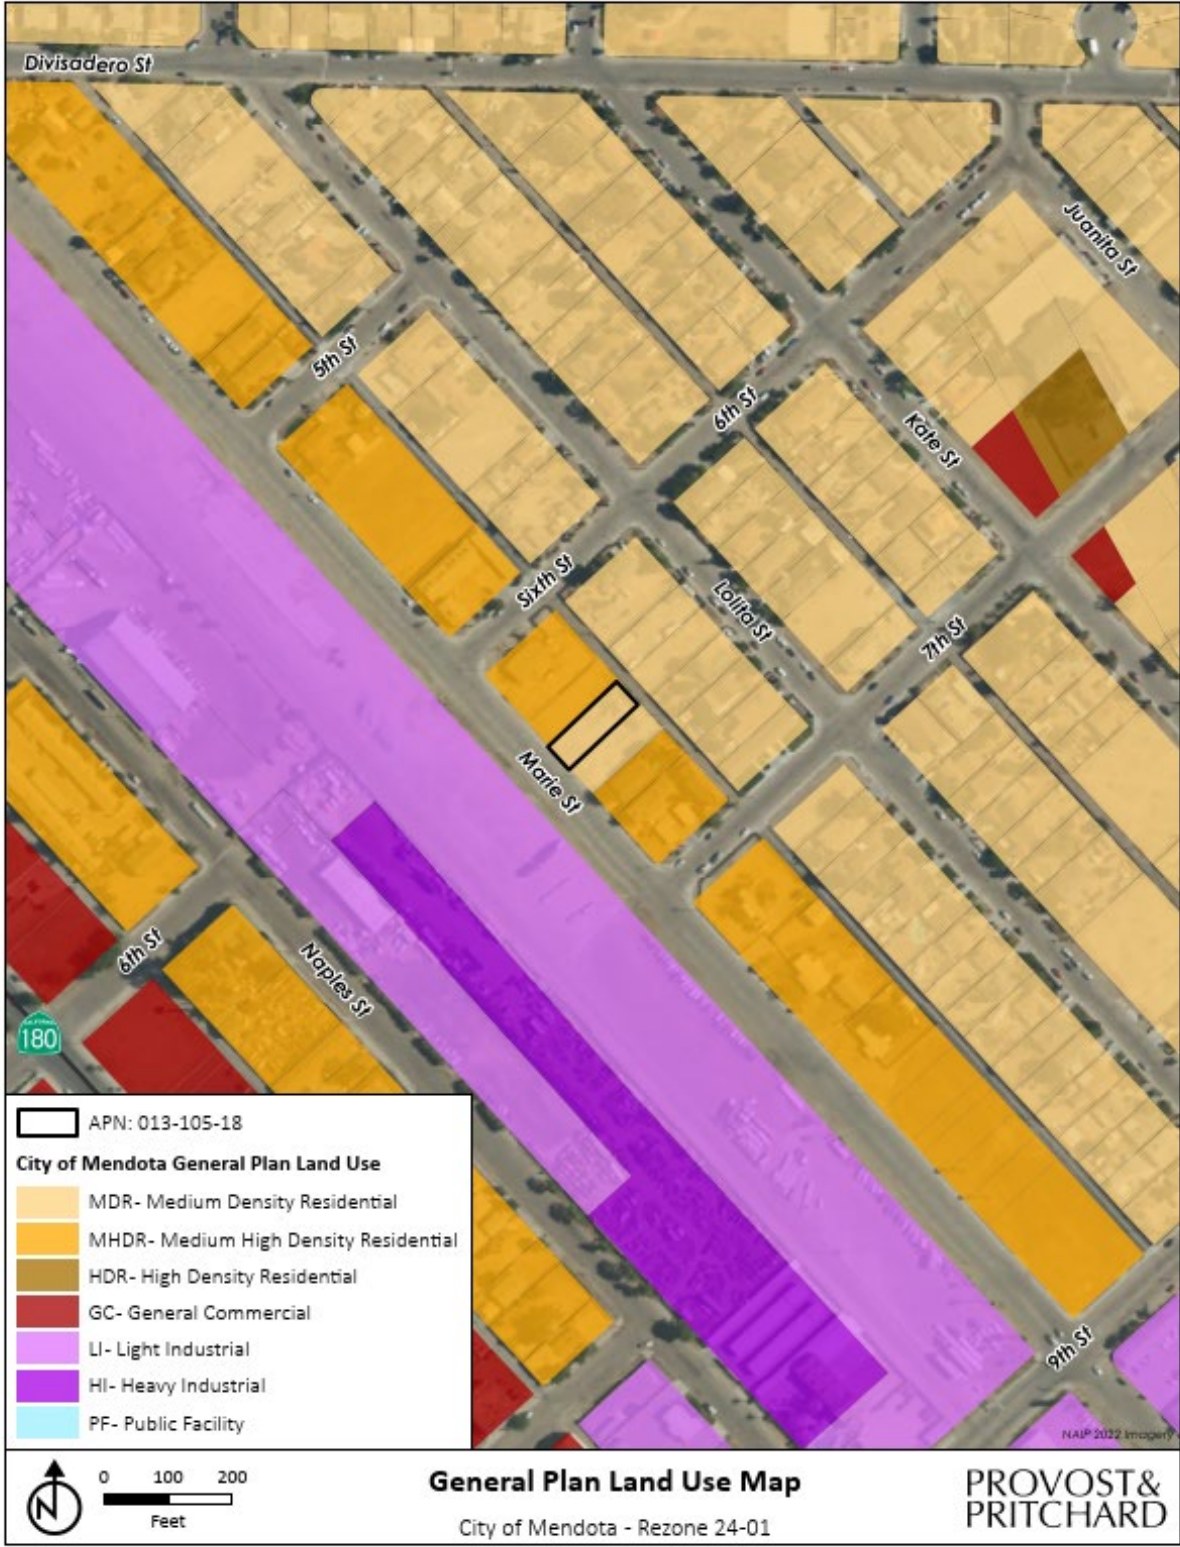 Divisadero St
Juanita St
5th St
6th St
Kate St
Sixth St
Lolita St
7th St
Marie St
6th St
Naples St
CALIFORNIA
180
9th St
APN: 013-105-18
City of Mendota General Plan Land Use
MDR- Medium Density Residential
MHDR- Medium High Density Residential
HDR- High Density Residential
GC- General Commercial
LI- Light Industrial
HI- Heavy Industrial
PF- Public Facility
NAIP 2022 Imagery
N
0 100 200
Feet
General Plan Land Use Map
City of Mendota - Rezone 24-01
PROVOST&
PRITCHARD